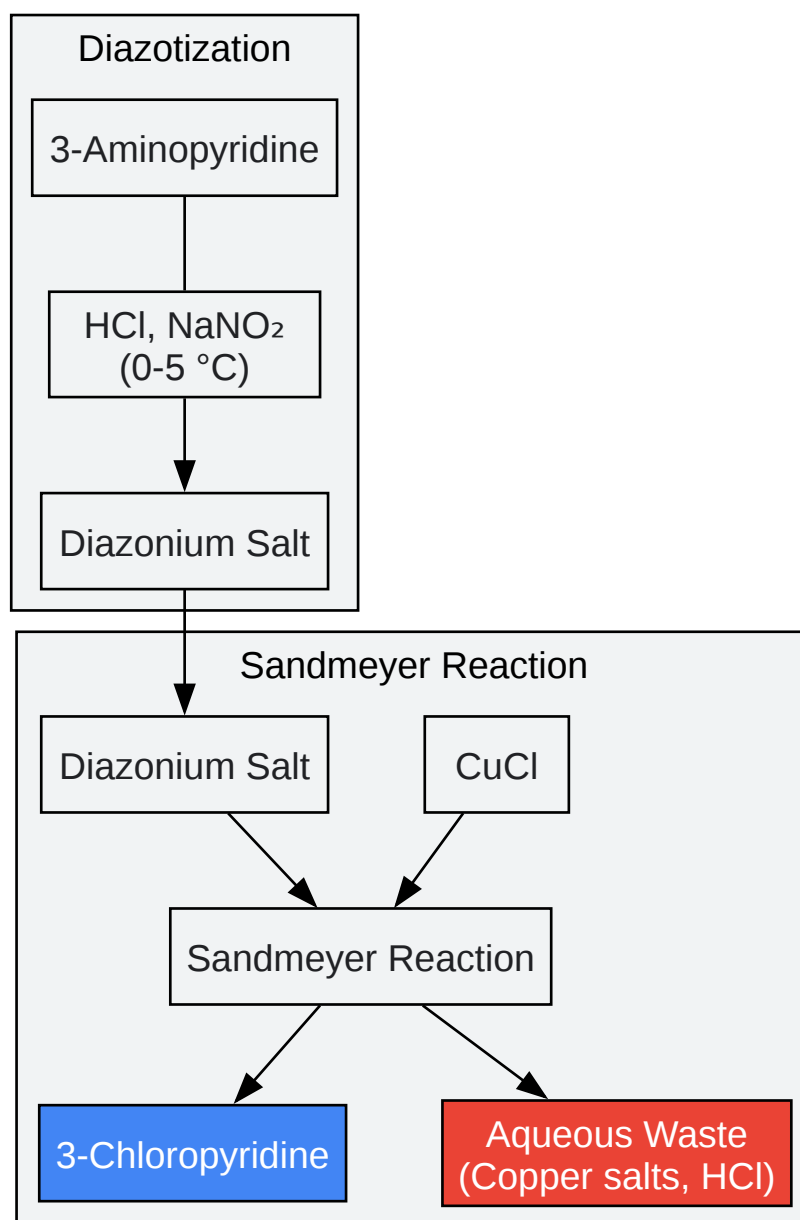 Diazotization
3-Aminopyridine
HCl, NaNO₂
(0-5 °C)
Diazonium Salt
Sandmeyer Reaction
Diazonium Salt
CuCl
Sandmeyer Reaction
3-Chloropyridine
Aqueous Waste
(Copper salts, HCl)